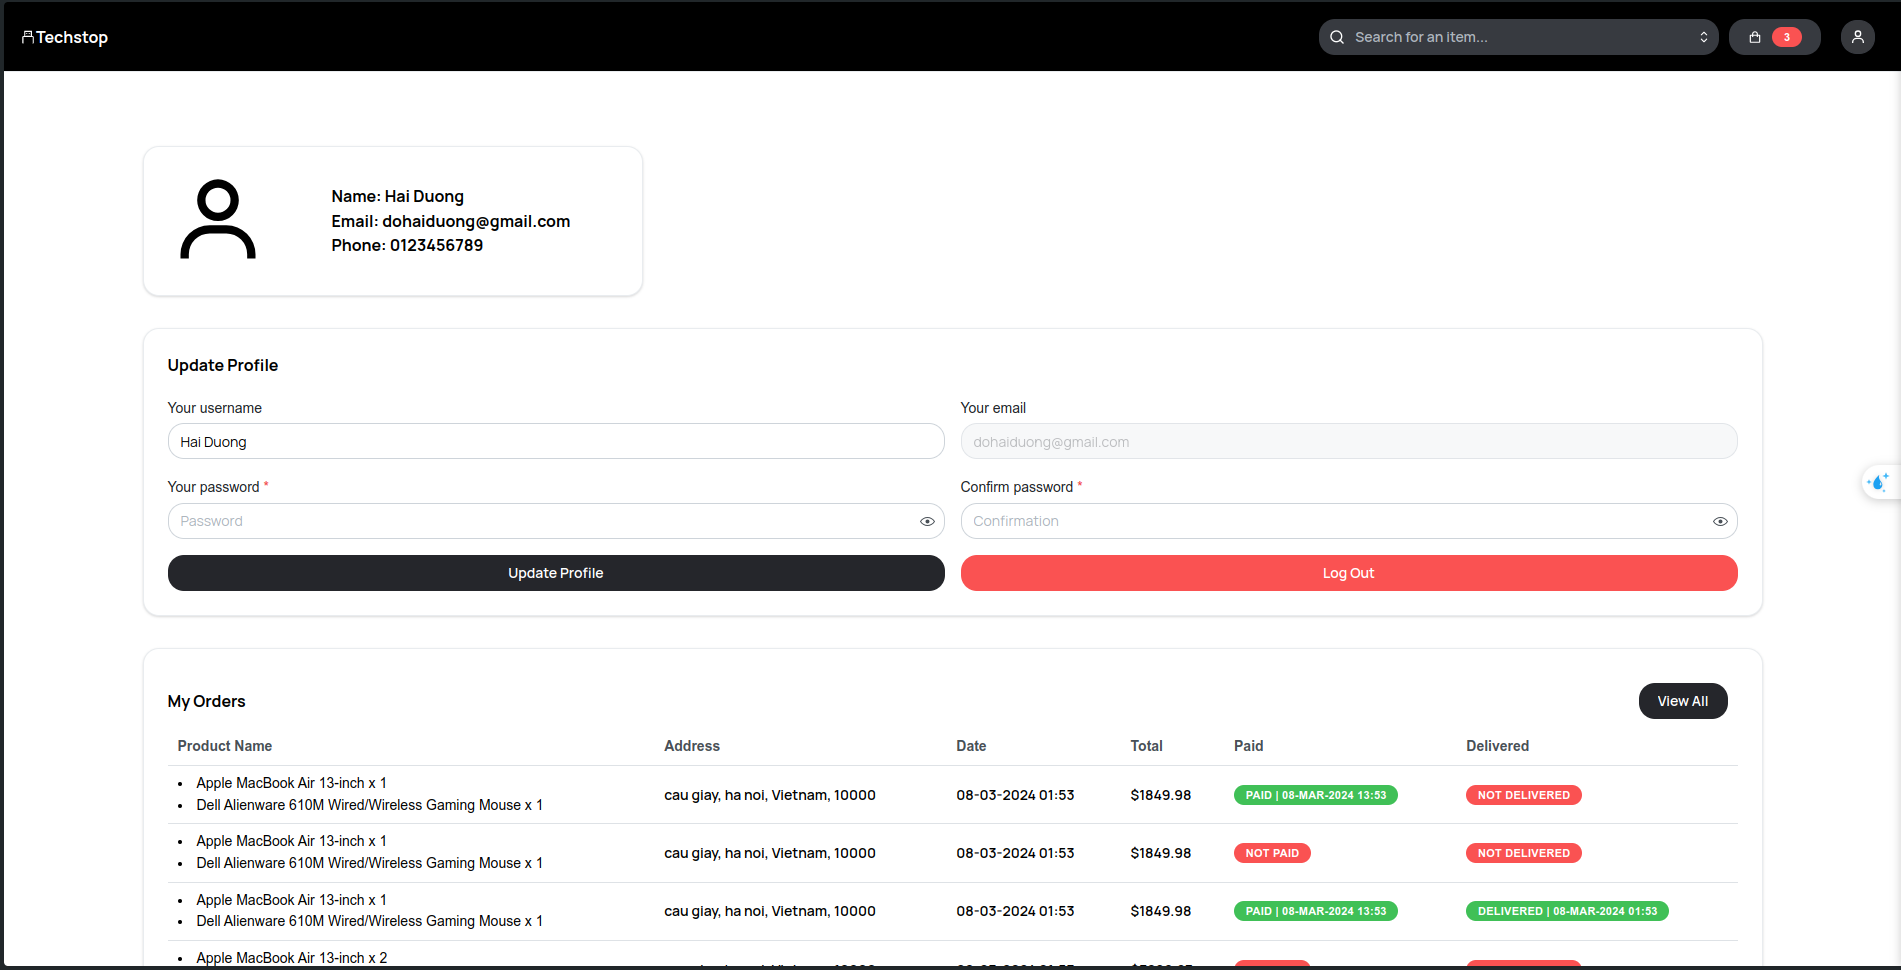 Techstop
Search for an item...
3
Name: Hai Duong
Email: dohaiduong@gmail.com
Phone: 0123456789
Update Profile
Your username
Your email
Hai Duong
dohaiduong@gmail.com
Your password *
Confirm password *
Password
Confirmation
Update Profile
Log Out
My Orders
View All
Product Name Address Date Total Paid Delivered
• Apple MacBook Air 13-inch x 1
• Dell Alienware 610M Wired/Wireless Gaming Mouse x 1
cau giay, ha noi, Vietnam, 10000 08-03-2024 01:53 $1849.98 PAID | 08-MAR-2024 13:53 NOT DELIVERED
• Apple MacBook Air 13-inch x 1
• Dell Alienware 610M Wired/Wireless Gaming Mouse x 1
cau giay, ha noi, Vietnam, 10000 08-03-2024 01:53 $1849.98 NOT PAID NOT DELIVERED
• Apple MacBook Air 13-inch x 1
• Dell Alienware 610M Wired/Wireless Gaming Mouse x 1
cau giay, ha noi, Vietnam, 10000 08-03-2024 01:53 $1849.98 PAID | 08-MAR-2024 13:53 DELIVERED | 08-MAR-2024 01:53
• Apple MacBook Air 13-inch x 2